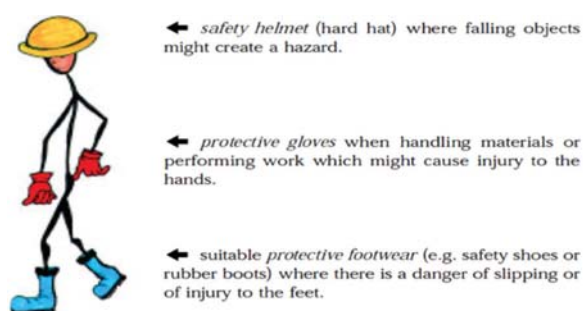 ← safety helmet (hard hat) where falling objects
might create a hazard.
← protective gloves when handling materials or
performing work which might cause injury to the
hands.
← suitable protective footwear (e.g. safety shoes or
rubber boots) where there is a danger of slipping or
of injury to the feet.